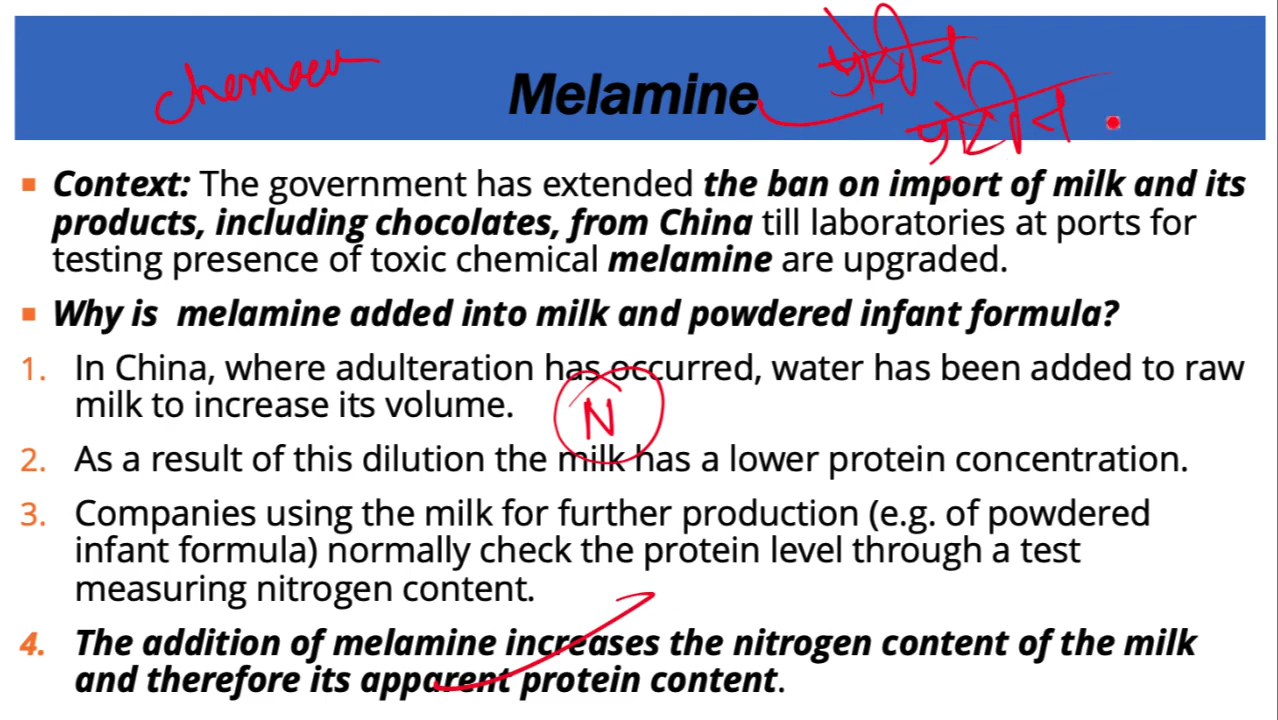 Melamine
प्रोटीन
प्रोटीन
▪ Context: The government has extended the ban on import of milk and its
products, including chocolates, from China till laboratories at ports for
testing presence of toxic chemical melamine are upgraded.
▪ Why is melamine added into milk and powdered infant formula?
1. In China, where adulteration has occurred, water has been added to raw
milk to increase its volume.
N
2. As a result of this dilution the milk has a lower protein concentration.
3. Companies using the milk for further production (e.g. of powdered
infant formula) normally check the protein level through a test
measuring nitrogen content.
4. The addition of melamine increases the nitrogen content of the milk
and therefore its apparent protein content.